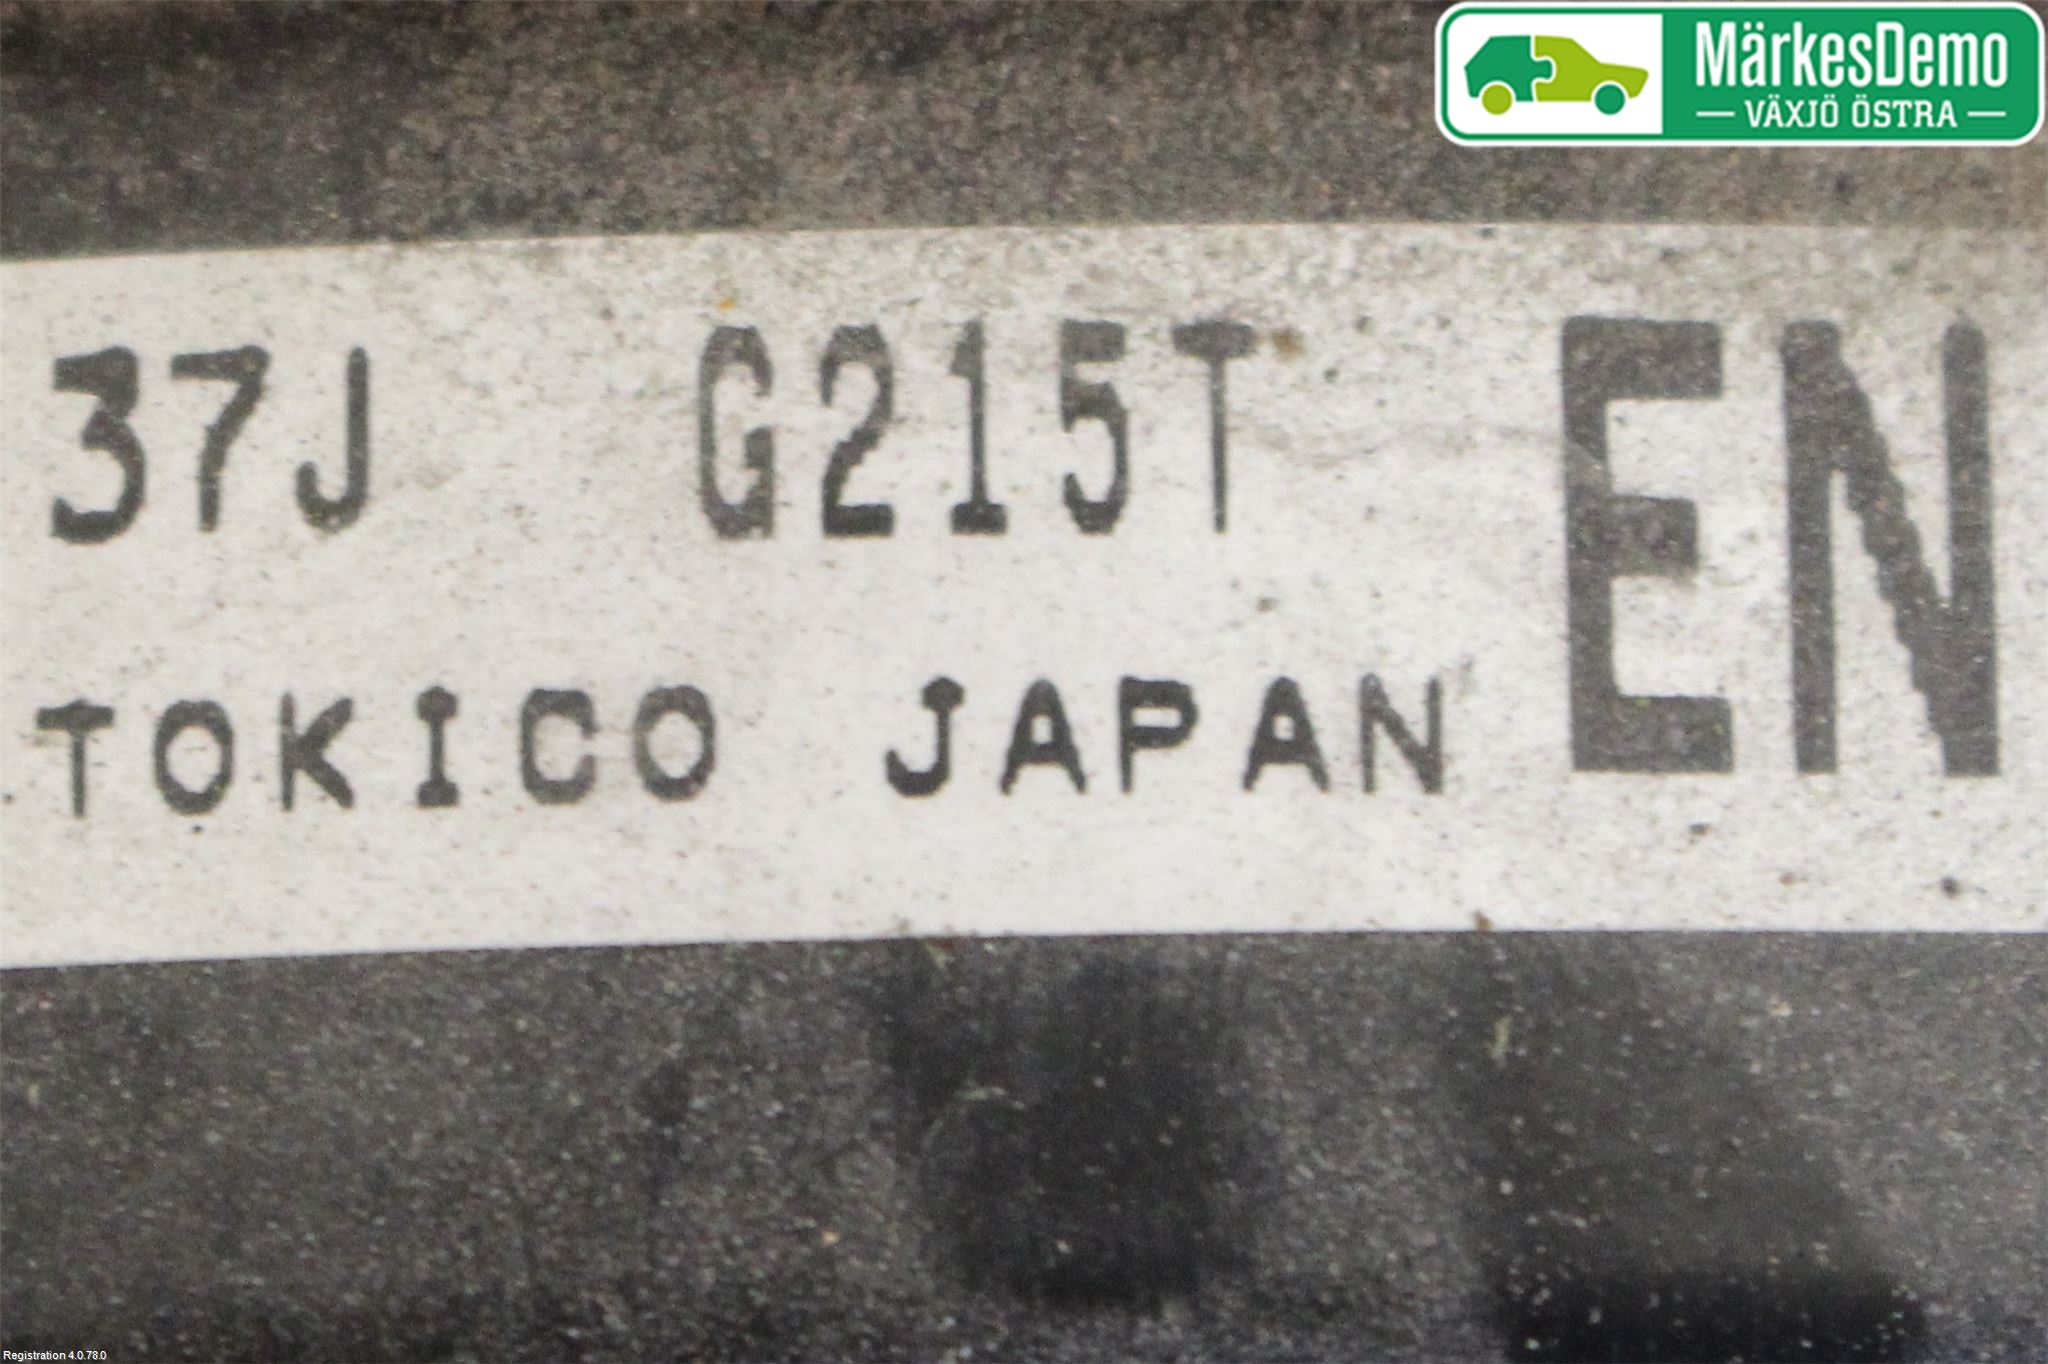 MärkesDemo
VÄXJÖ ÖSTRA
37J G215T EN
TOKICO JAPAN
Registration 4.0.78.0